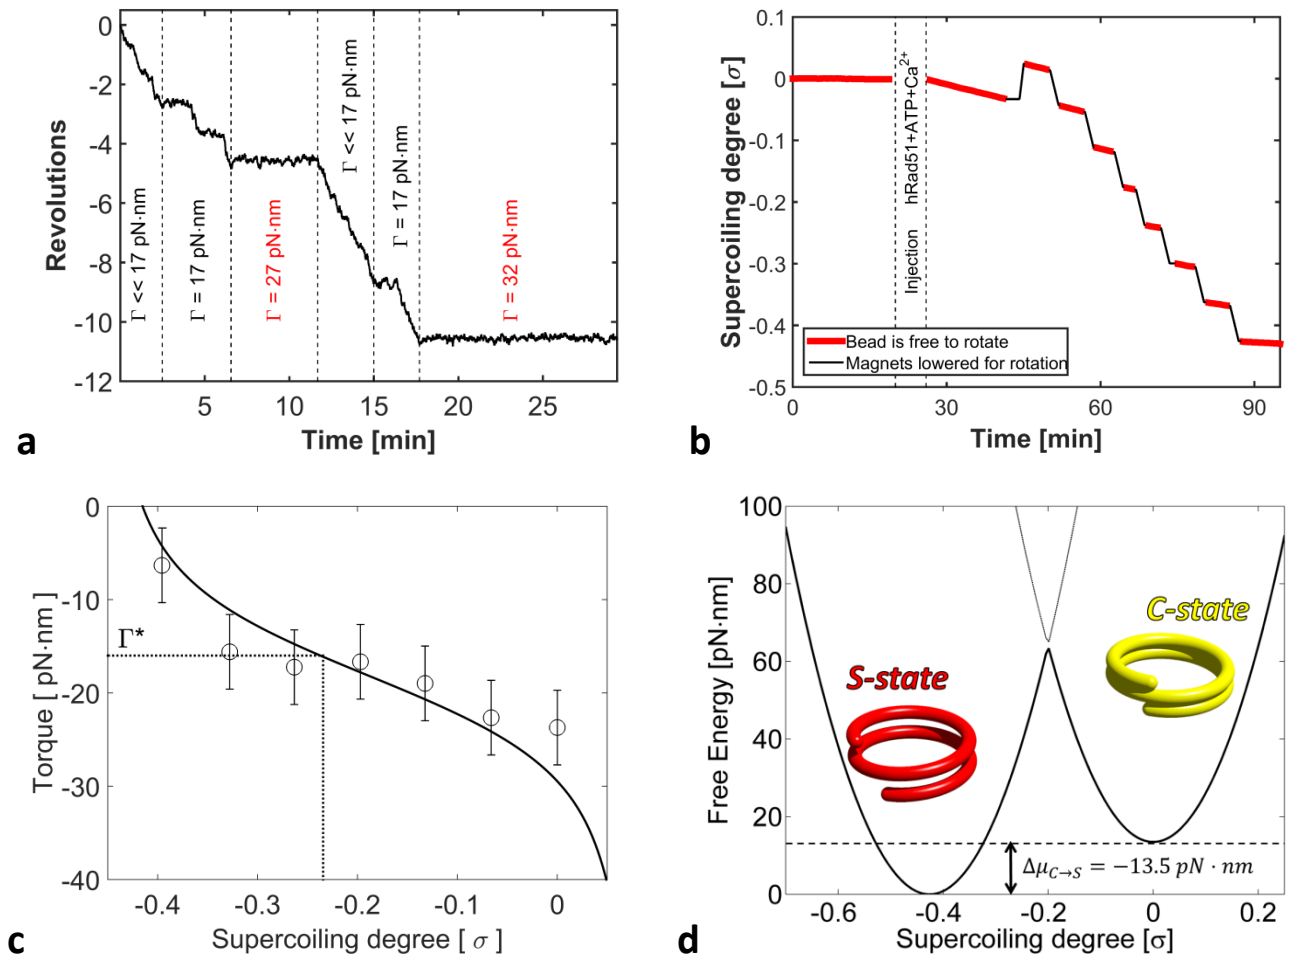 0
-2
-4
-6
-8
-10
-12
Revolutions
Γ << 17 pN·nm
Γ = 17 pN·nm
Γ = 27 pN·nm
Γ << 17 pN·nm
Γ = 17 pN·nm
Γ = 32 pN·nm
5 10 15 20 25
Time [min]
a
0.1
0
-0.1
-0.2
-0.3
-0.4
-0.5
Supercoiling degree [σ]
Injection hRad51+ATP+Ca²⁺
Bead is free to rotate
Magnets lowered for rotation
0 30 60 90
Time [min]
b
0
-10
-20
-30
-40
Torque [ pN·nm ]
Γ*
-0.4 -0.3 -0.2 -0.1 0
Supercoiling degree [ σ ]
c
100
80
60
40
20
0
Free Energy [pN·nm]
C-state
S-state
Δμ_C→S = −13.5 pN · nm
-0.6 -0.4 -0.2 0 0.2
Supercoiling degree [σ]
d